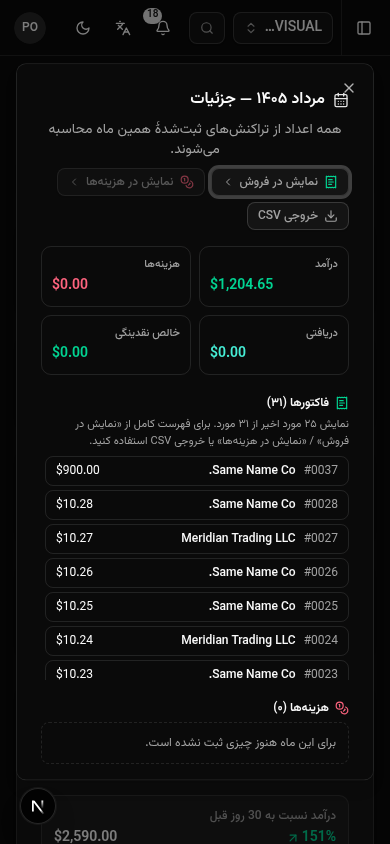 PO
18
VISUAL...
مرداد ۱۴۰۵ — جزئیات
همه اعداد از تراکنش‌های ثبت‌شدهٔ همین ماه محاسبه
می‌شوند.
نمایش در فروش
نمایش در هزینه‌ها
خروجی CSV
درآمد
$1,204.65
هزینه‌ها
$0.00
دریافتی
$0.00
خالص نقدینگی
$0.00
فاکتورها (۳۱)
نمایش ۲۵ مورد اخیر از ۳۱ مورد. برای فهرست کامل از «نمایش در
فروش» / «نمایش در هزینه‌ها» یا خروجی CSV استفاده کنید.
#0037 Same Name Co. $900.00
#0028 Same Name Co. $10.28
#0027 Meridian Trading LLC $10.27
#0026 Same Name Co. $10.26
#0025 Same Name Co. $10.25
#0024 Meridian Trading LLC $10.24
#0023 Same Name Co. $10.23
هزینه‌ها (۰)
برای این ماه هنوز چیزی ثبت نشده است.
N
درآمد نسبت به 30 روز قبل
151% $2,590.00